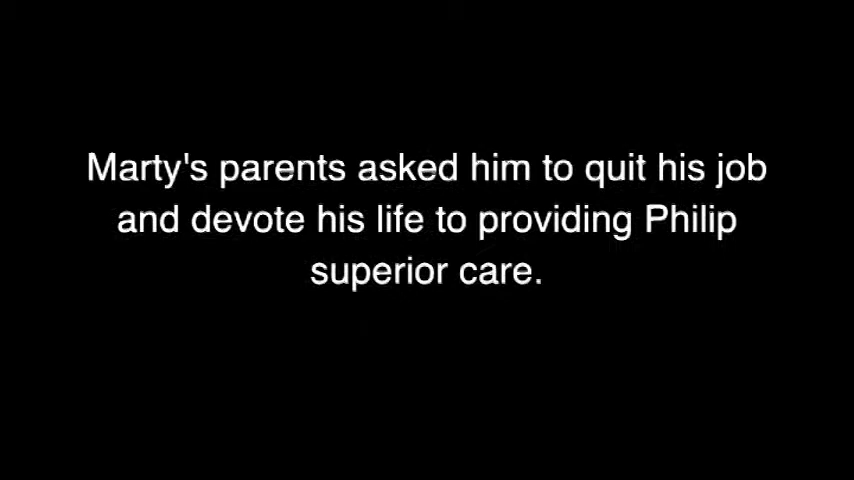 Marty's parents asked him to quit his job
and devote his life to providing Philip
superior care.